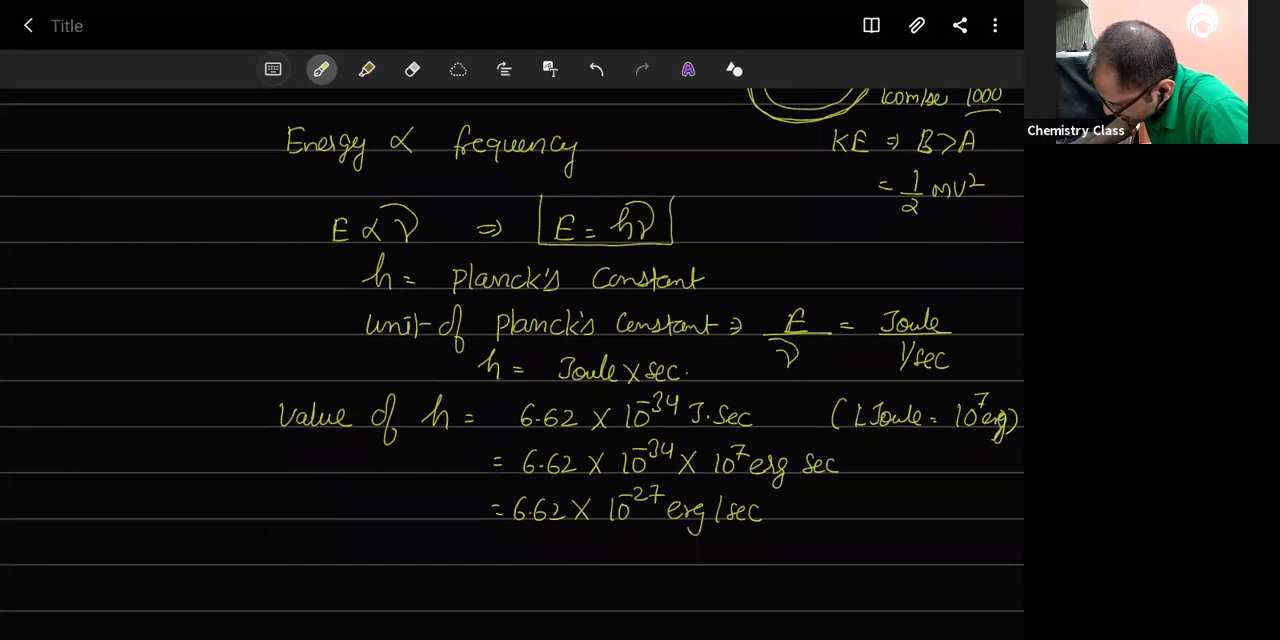 Title
1000
Energy ∝ frequency
KE ⇒ B>A
= 1/2 mv²
E ∝ ν ⇒ E = hν
h = Planck's Constant
unit of Planck's Constant ⇒ E/ν = Joule/1/sec
h = Joule × sec.
Value of h = 6.62 × 10⁻³⁴ J.Sec (1 Joule = 10⁷ erg)
= 6.62 × 10⁻³⁴ × 10⁷ erg sec
= 6.62 × 10⁻²⁷ erg/sec
Chemistry Class